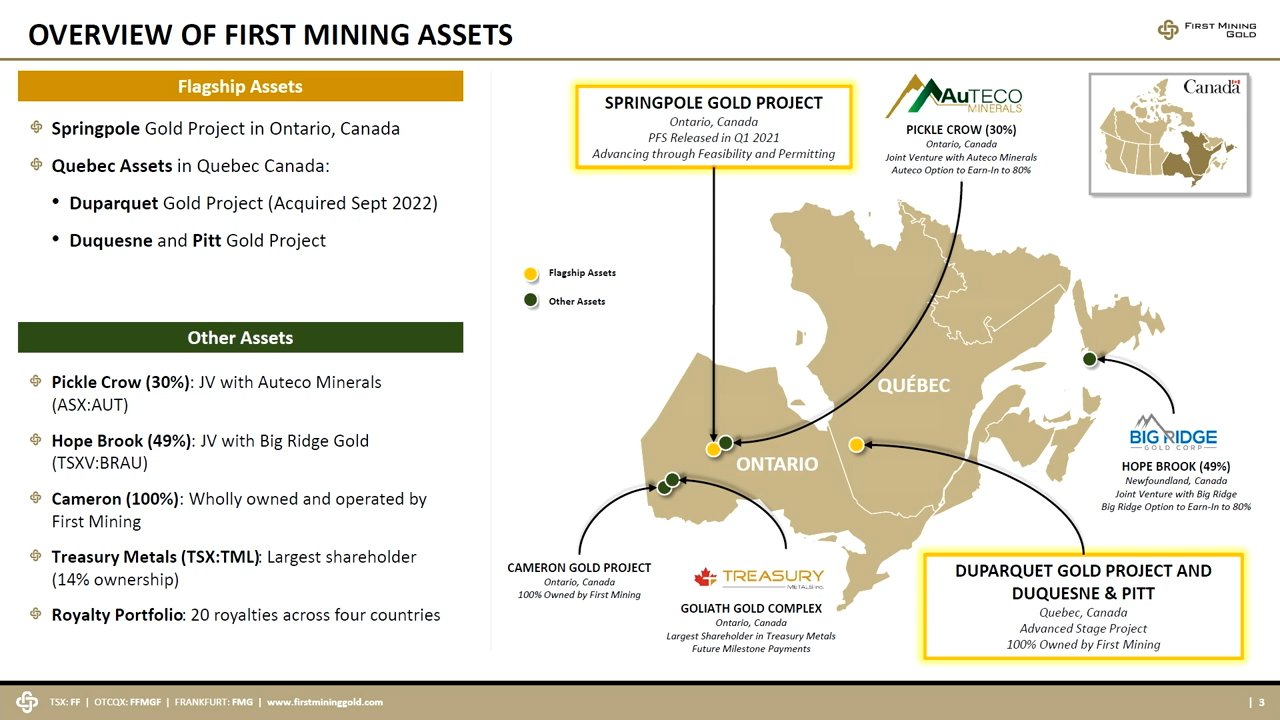 OVERVIEW OF FIRST MINING ASSETS
FIRST MINING
GOLD
Flagship Assets
Springpole Gold Project in Ontario, Canada
Quebec Assets in Quebec Canada:
• Duparquet Gold Project (Acquired Sept 2022)
• Duquesne and Pitt Gold Project
Other Assets
Pickle Crow (30%): JV with Auteco Minerals
(ASX:AUT)
Hope Brook (49%): JV with Big Ridge Gold
(TSXV:BRAU)
Cameron (100%): Wholly owned and operated by
First Mining
Treasury Metals (TSX:TML): Largest shareholder
(14% ownership)
Royalty Portfolio: 20 royalties across four countries
SPRINGPOLE GOLD PROJECT
Ontario, Canada
PFS Released in Q1 2021
Advancing through Feasibility and Permitting
AuTECO
MINERALS
PICKLE CROW (30%)
Ontario, Canada
Joint Venture with Auteco Minerals
Auteco Option to Earn-In to 80%
Canada
Flagship Assets
Other Assets
QUÉBEC
ONTARIO
BIG RIDGE
GOLD CORP
HOPE BROOK (49%)
Newfoundland, Canada
Joint Venture with Big Ridge
Big Ridge Option to Earn-In to 80%
CAMERON GOLD PROJECT
Ontario, Canada
100% Owned by First Mining
TREASURY
METALS Inc.
GOLIATH GOLD COMPLEX
Ontario, Canada
Largest Shareholder in Treasury Metals
Future Milestone Payments
DUPARQUET GOLD PROJECT AND
DUQUESNE & PITT
Quebec, Canada
Advanced Stage Project
100% Owned by First Mining
TSX: FF | OTCQX: FFMGF | FRANKFURT: FMG | www.firstmininggold.com
| 3